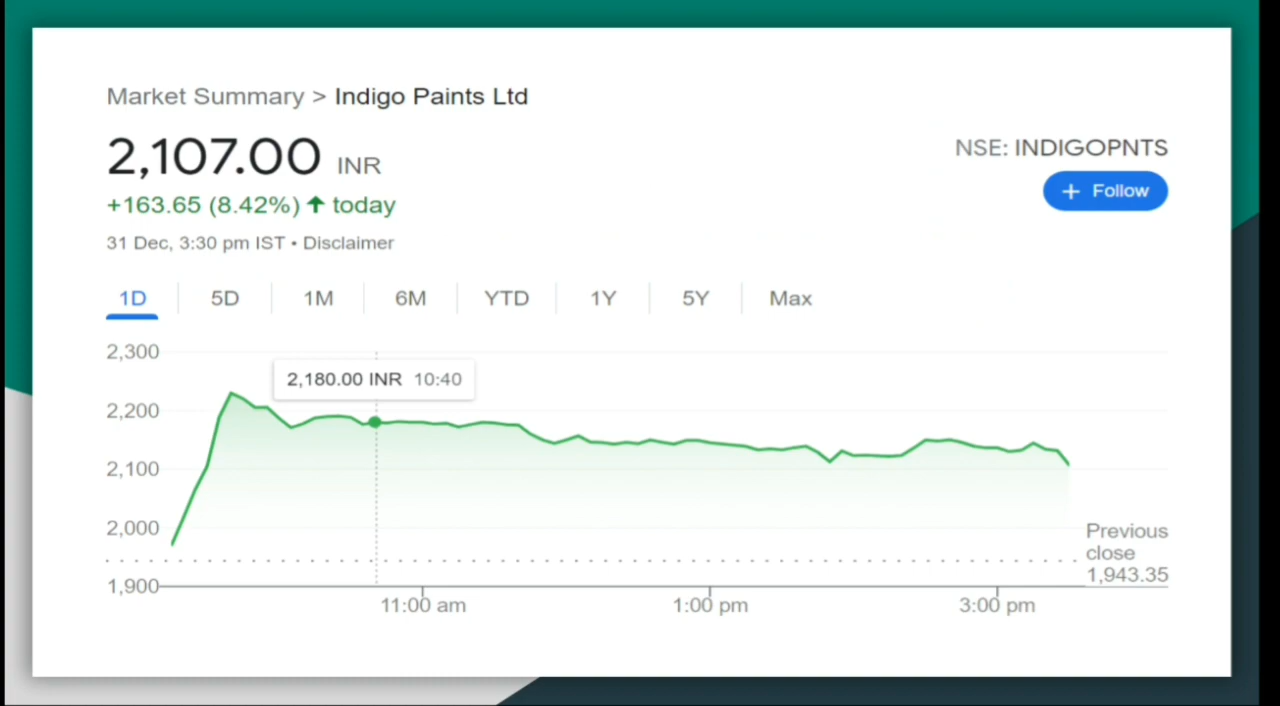 Market Summary > Indigo Paints Ltd
2,107.00 INR
NSE: INDIGOPNTS
+ Follow
+163.65 (8.42%) ↑ today
31 Dec, 3:30 pm IST • Disclaimer
1D 5D 1M 6M YTD 1Y 5Y Max
2,300
2,180.00 INR 10:40
2,200
2,100
2,000
Previous
close
1,943.35
1,900
11:00 am 1:00 pm 3:00 pm